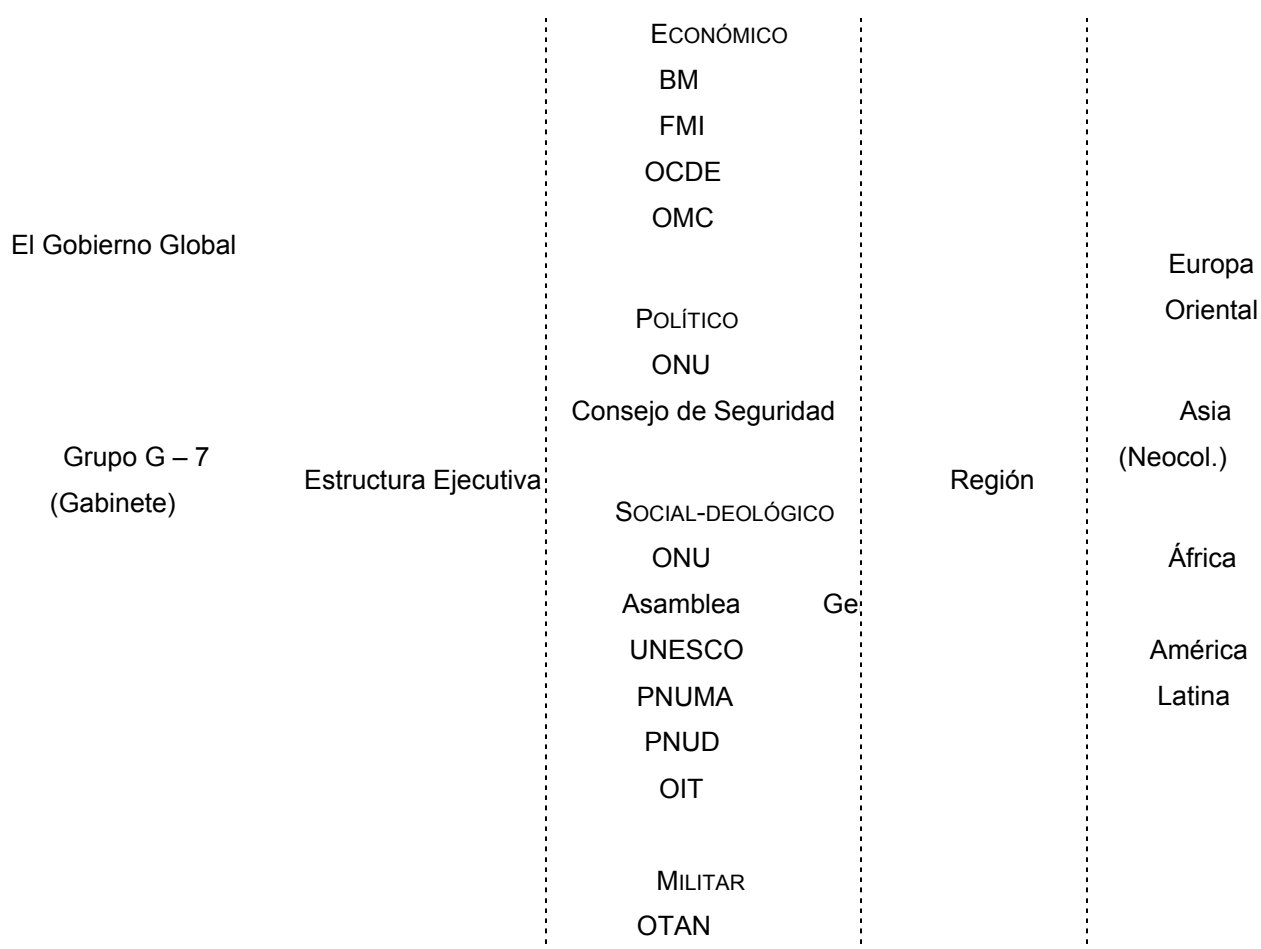 El Gobierno Global
Grupo G – 7
(Gabinete)
Estructura Ejecutiva
ECONÓMICO
BM
FMI
OCDE
OMC
POLÍTICO
ONU
Consejo de Seguridad
SOCIAL-DEOLÓGICO
ONU
Asamblea Ge
UNESCO
PNUMA
PNUD
OIT
MILITAR
OTAN
Región
Europa
Oriental
Asia
(Neocol.)
África
América
Latina